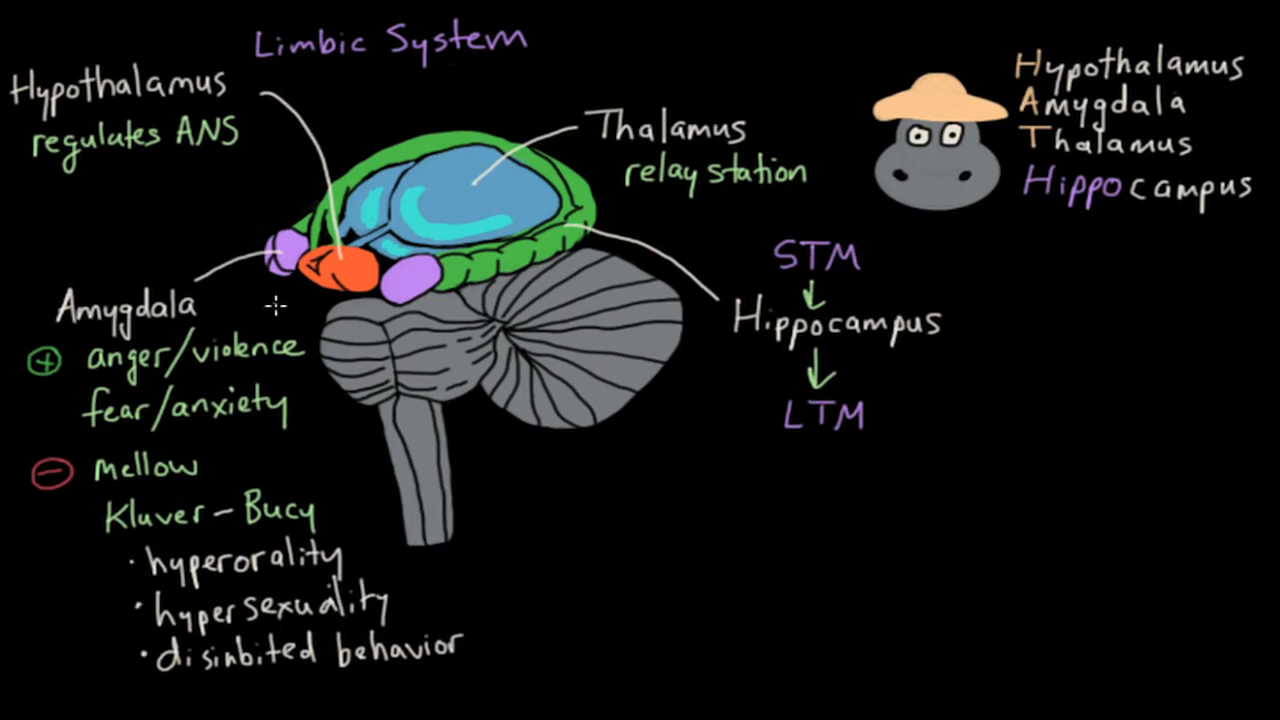 Limbic System
Hypothalamus
regulates ANS
Thalamus
relay station
Hypothalamus
Amygdala
Thalamus
Hippocampus
STM
Hippocampus
LTM
Amygdala
+ anger/violence
fear/anxiety
- mellow
Kluver-Bucy
· hyperorality
· hypersexuality
· disinbited behavior